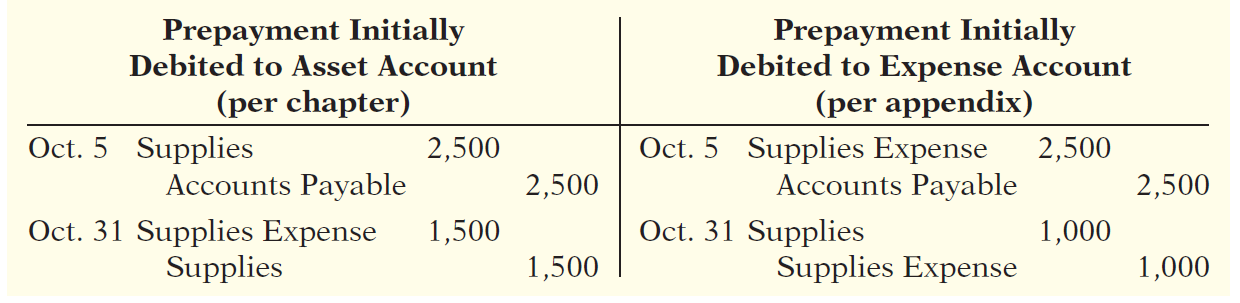 Prepayment Initially
Debited to Asset Account
(per chapter)
Oct. 5 Supplies 2,500
Accounts Payable 2,500
Oct. 31 Supplies Expense 1,500
Supplies 1,500
Prepayment Initially
Debited to Expense Account
(per appendix)
Oct. 5 Supplies Expense 2,500
Accounts Payable 2,500
Oct. 31 Supplies 1,000
Supplies Expense 1,000